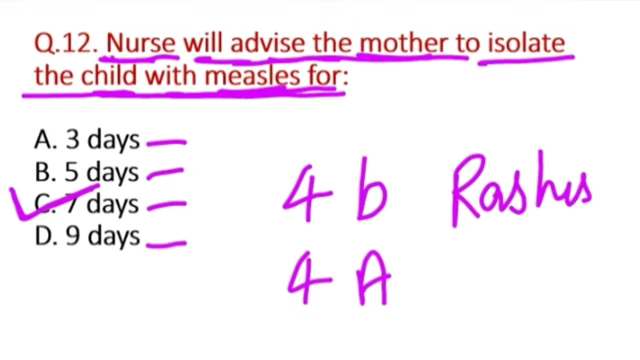 Q.12. Nurse will advise the mother to isolate
the child with measles for:
A. 3 days
B. 5 days
C. 7 days
D. 9 days
4 b Rashes
4 A